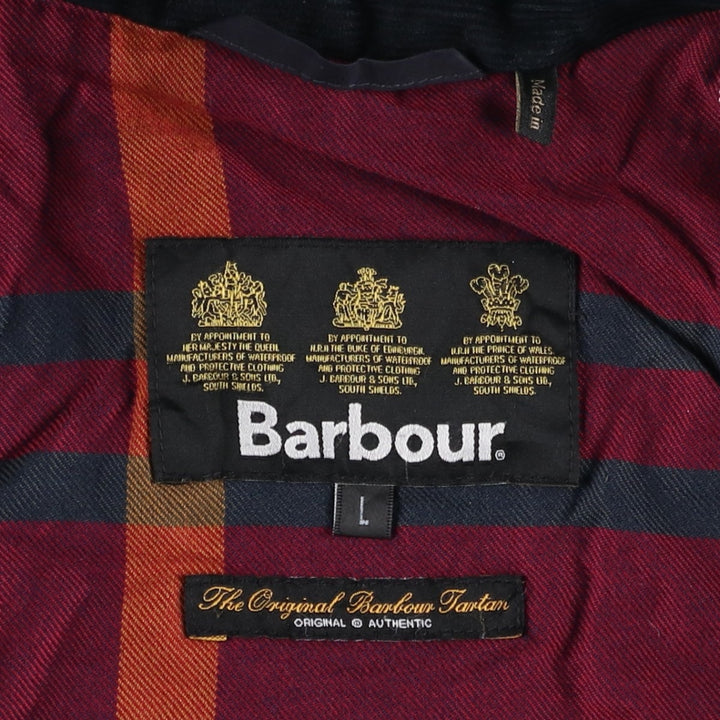 Made in
BY APPOINTMENT TO
HER MAJESTY THE QUEEN
MANUFACTURERS OF WATERPROOF
AND PROTECTIVE CLOTHING
J. BARBOUR & SONS LTD.,
SOUTH SHIELDS.
BY APPOINTMENT TO
H.R.H THE DUKE OF EDINBURGH.
MANUFACTURERS OF WATERPROOF
AND PROTECTIVE CLOTHING
J. BARBOUR & SONS LTD.,
SOUTH SHIELDS.
BY APPOINTMENT TO
H.R.H THE PRINCE OF WALES.
MANUFACTURERS OF WATERPROOF
AND PROTECTIVE CLOTHING
J. BARBOUR & SONS LTD.,
SOUTH SHIELDS.
Barbour®
L
The Original Barbour Tartan
ORIGINAL ® AUTHENTIC